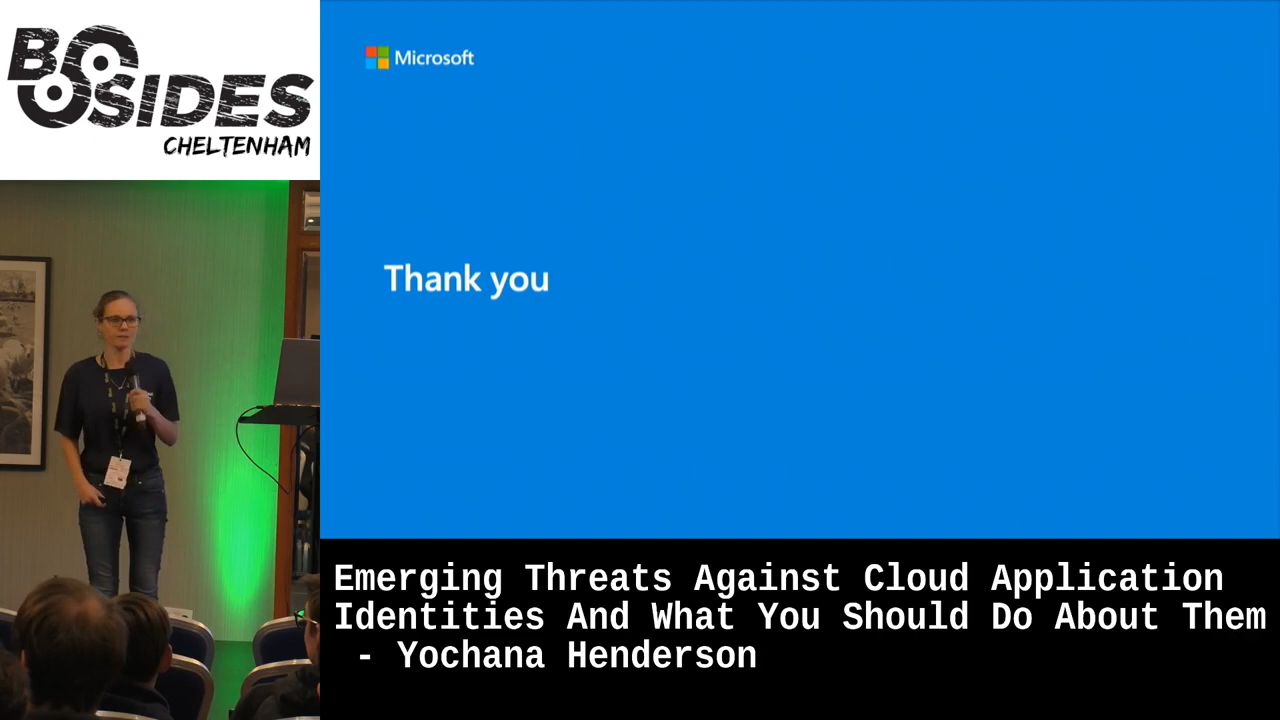 BSIDES
CHELTENHAM
Microsoft
Thank you
Emerging Threats Against Cloud Application
Identities And What You Should Do About Them
- Yochana Henderson